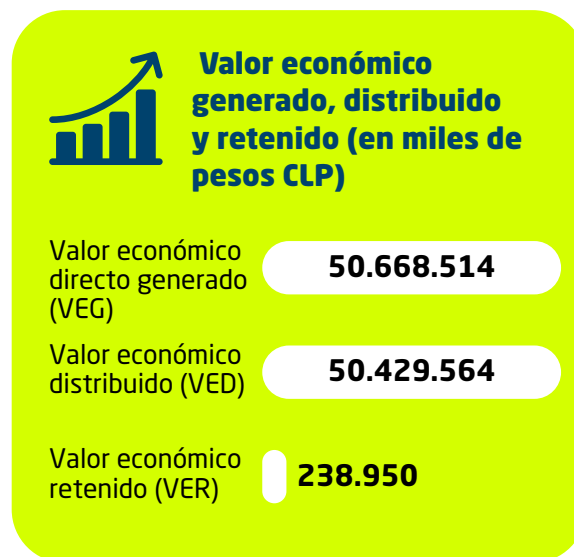 Valor económico
generado, distribuido
y retenido (en miles de
pesos CLP)
Valor económico
directo generado
(VEG)
50.668.514
Valor económico
distribuido (VED)
50.429.564
Valor económico
retenido (VER)
238.950